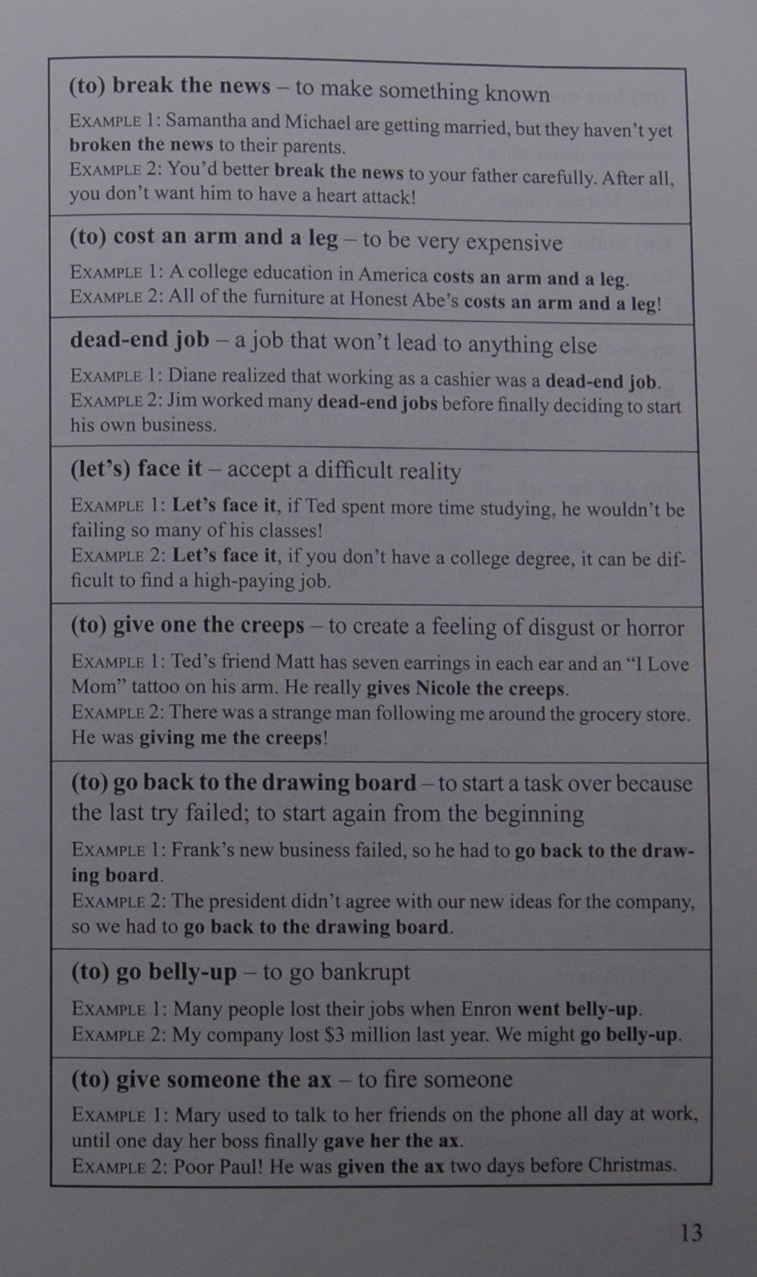 (to) break the news – to make something known
EXAMPLE 1: Samantha and Michael are getting married, but they haven't yet
broken the news to their parents.
EXAMPLE 2: You'd better break the news to your father carefully. After all,
you don't want him to have a heart attack!
(to) cost an arm and a leg – to be very expensive
EXAMPLE 1: A college education in America costs an arm and a leg.
EXAMPLE 2: All of the furniture at Honest Abe's costs an arm and a leg!
dead-end job – a job that won't lead to anything else
EXAMPLE 1: Diane realized that working as a cashier was a dead-end job.
EXAMPLE 2: Jim worked many dead-end jobs before finally deciding to start
his own business.
(let's) face it – accept a difficult reality
EXAMPLE 1: Let's face it, if Ted spent more time studying, he wouldn't be
failing so many of his classes!
EXAMPLE 2: Let's face it, if you don't have a college degree, it can be dif-
ficult to find a high-paying job.
(to) give one the creeps – to create a feeling of disgust or horror
EXAMPLE 1: Ted's friend Matt has seven earrings in each ear and an "I Love
Mom" tattoo on his arm. He really gives Nicole the creeps.
EXAMPLE 2: There was a strange man following me around the grocery store.
He was giving me the creeps!
(to) go back to the drawing board – to start a task over because
the last try failed; to start again from the beginning
EXAMPLE 1: Frank's new business failed, so he had to go back to the draw-
ing board.
EXAMPLE 2: The president didn't agree with our new ideas for the company,
so we had to go back to the drawing board.
(to) go belly-up – to go bankrupt
EXAMPLE 1: Many people lost their jobs when Enron went belly-up.
EXAMPLE 2: My company lost $3 million last year. We might go belly-up.
(to) give someone the ax – to fire someone
EXAMPLE 1: Mary used to talk to her friends on the phone all day at work,
until one day her boss finally gave her the ax.
EXAMPLE 2: Poor Paul! He was given the ax two days before Christmas.
13